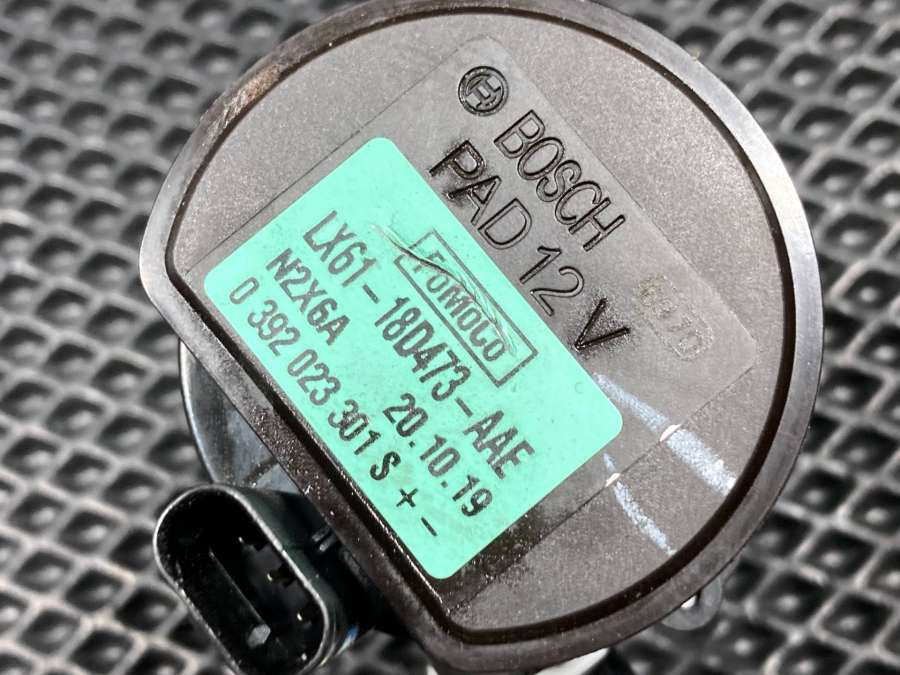 BOSCH
PAD 12 V
FoMoCo
LX61-18D473-AAE
N2X6A 20.10.19
0 392 023 301 S + -